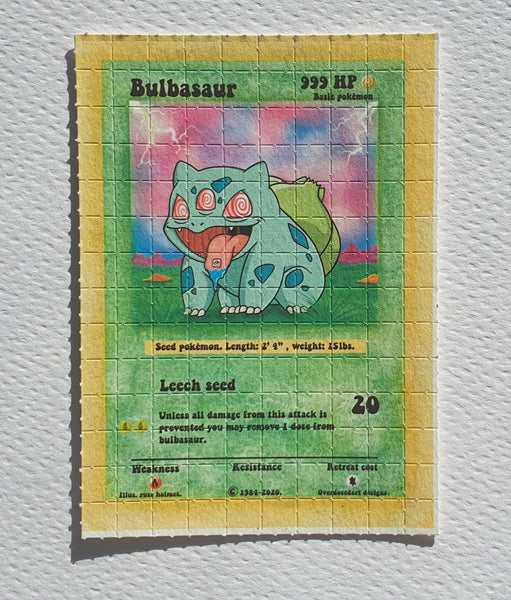 Bulbasaur
999 HP
Basic pokémon
Seed pokémon. Length: 2' 4" , weight: 15lbs.
Leech seed
20
Unless all damage from this attack is
prevented you may remove 1 dose from
bulbasaur.
Weakness Resistance Retreat cost
Illus. ruse holmes. © 1984-2020. Overdosedart designs.